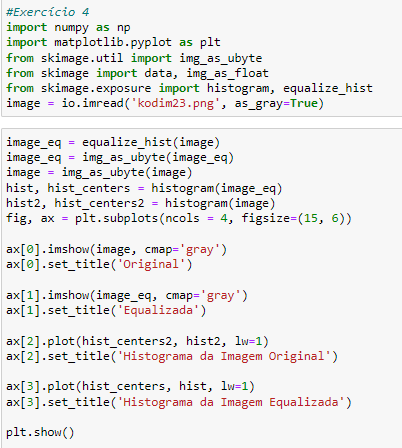 #Exercício 4
import numpy as np
import matplotlib.pyplot as plt
from skimage.util import img_as_ubyte
from skimage import data, img_as_float
from skimage.exposure import histogram, equalize_hist
image = io.imread('kodim23.png', as_gray=True)
image_eq = equalize_hist(image)
image_eq = img_as_ubyte(image_eq)
image = img_as_ubyte(image)
hist, hist_centers = histogram(image_eq)
hist2, hist_centers2 = histogram(image)
fig, ax = plt.subplots(ncols = 4, figsize=(15, 6))
ax[0].imshow(image, cmap='gray')
ax[0].set_title('Original')
ax[1].imshow(image_eq, cmap='gray')
ax[1].set_title('Equalizada')
ax[2].plot(hist_centers2, hist2, lw=1)
ax[2].set_title('Histograma da Imagem Original')
ax[3].plot(hist_centers, hist, lw=1)
ax[3].set_title('Histograma da Imagem Equalizada')
plt.show()